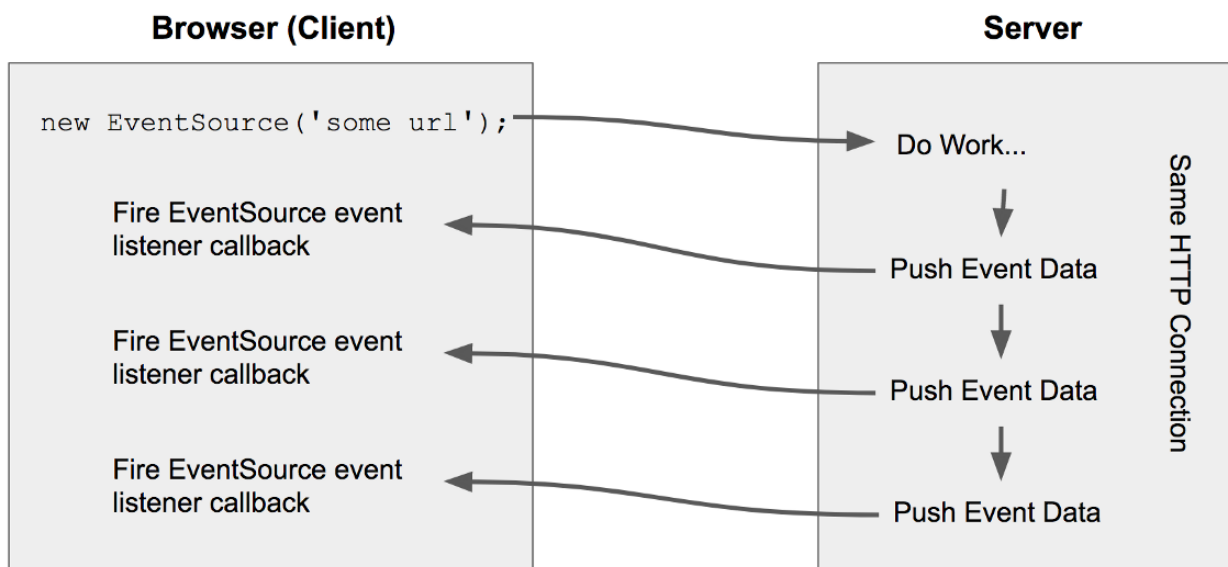 Browser (Client)
Server
new EventSource('some url');
Do Work...
Fire EventSource event
listener callback
Push Event Data
Fire EventSource event
listener callback
Push Event Data
Fire EventSource event
listener callback
Push Event Data
Same HTTP Connection